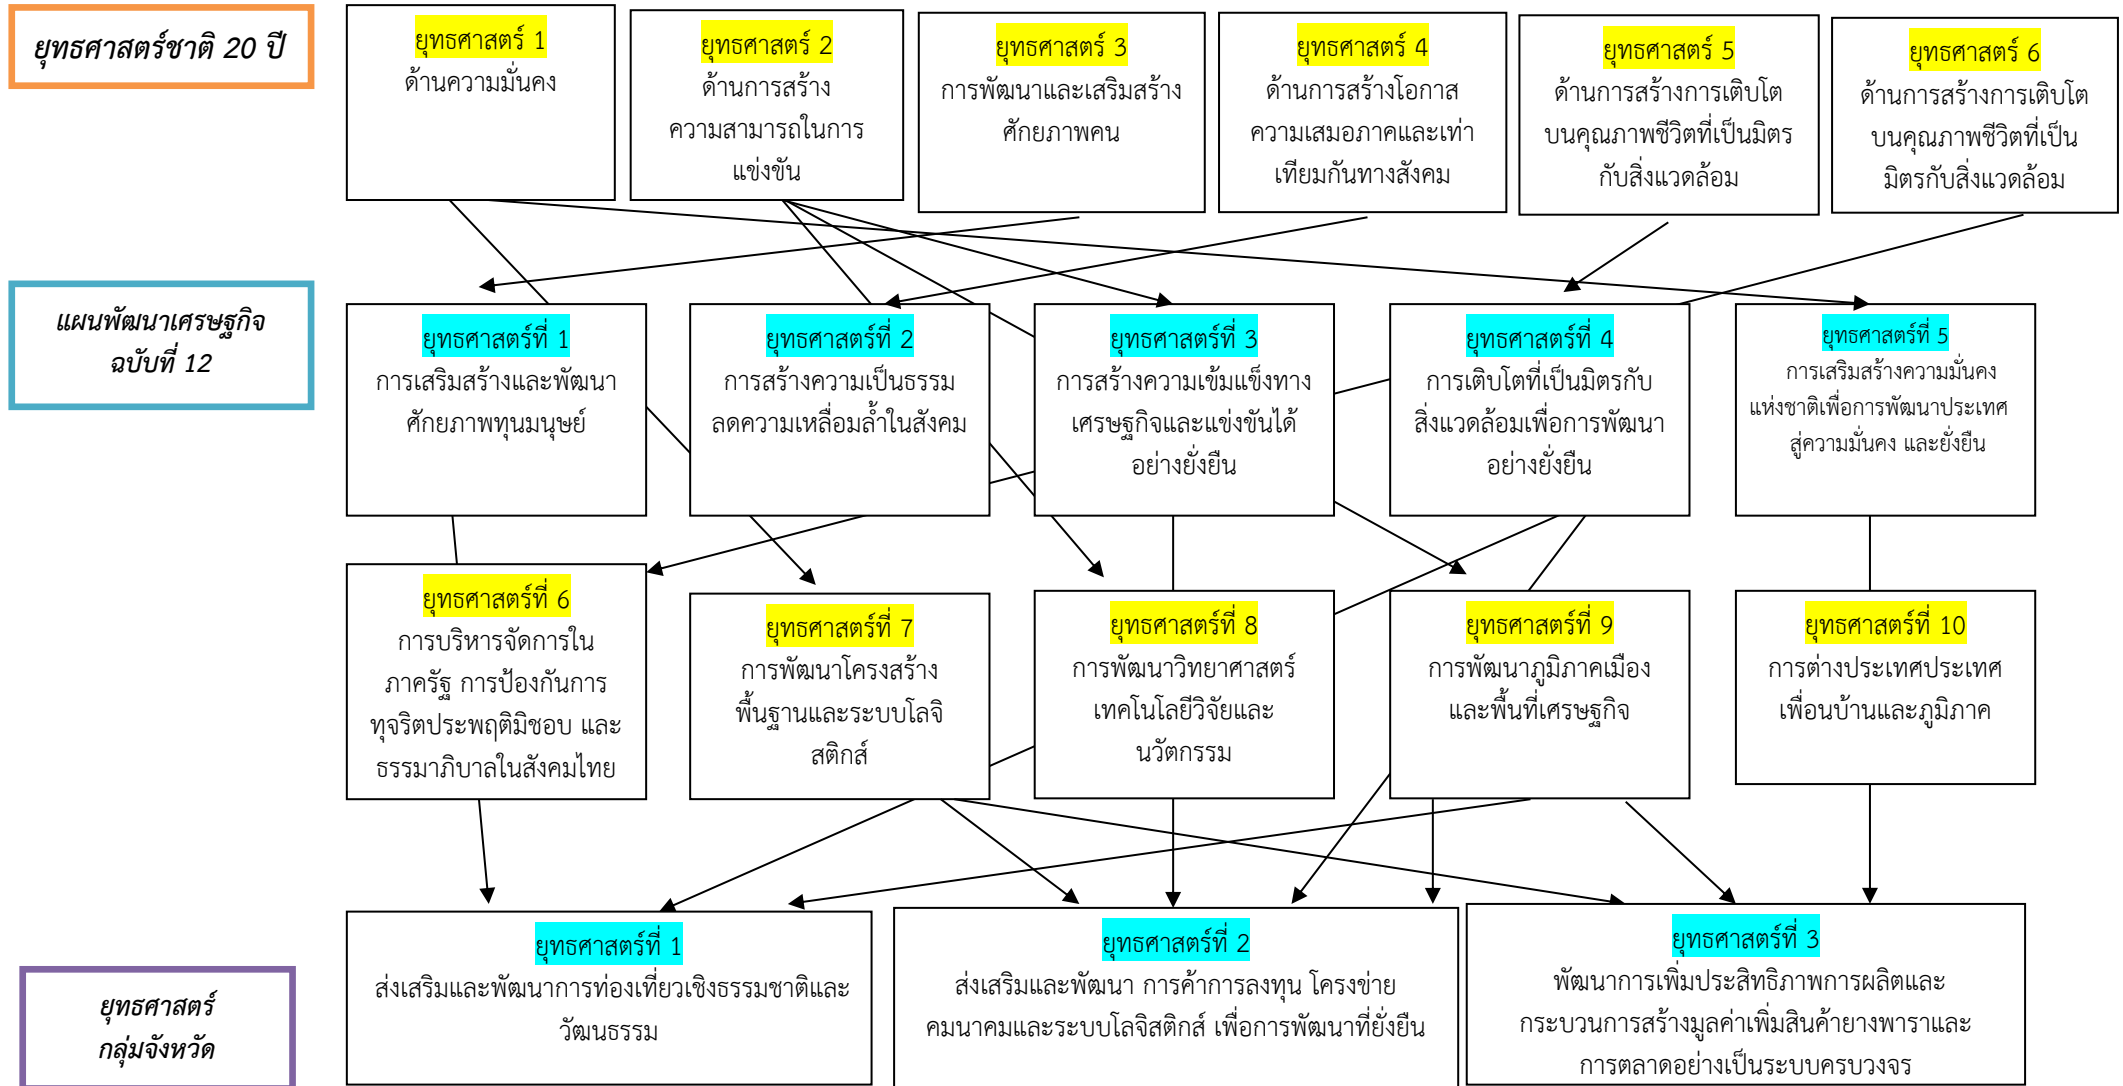 ยุทธศาสตร์ชาติ 20 ปี
ยุทธศาสตร์ 1
ด้านความมั่นคง
ยุทธศาสตร์ 2
ด้านการสร้าง
ความสามารถในการ
แข่งขัน
ยุทธศาสตร์ 3
การพัฒนาและเสริมสร้าง
ศักยภาพคน
ยุทธศาสตร์ 4
ด้านการสร้างโอกาส
ความเสมอภาคและเท่า
เทียมกันทางสังคม
ยุทธศาสตร์ 5
ด้านการสร้างการเติบโต
บนคุณภาพชีวิตที่เป็นมิตร
กับสิ่งแวดล้อม
ยุทธศาสตร์ 6
ด้านการสร้างการเติบโต
บนคุณภาพชีวิตที่เป็น
มิตรกับสิ่งแวดล้อม
แผนพัฒนาเศรษฐกิจ
ฉบับที่ 12
ยุทธศาสตร์ที่ 1
การเสริมสร้างและพัฒนา
ศักยภาพทุนมนุษย์
ยุทธศาสตร์ที่ 2
การสร้างความเป็นธรรม
ลดความเหลื่อมล้ำในสังคม
ยุทธศาสตร์ที่ 3
การสร้างความเข้มแข็งทาง
เศรษฐกิจและแข่งขันได้
อย่างยั่งยืน
ยุทธศาสตร์ที่ 4
การเติบโตที่เป็นมิตรกับ
สิ่งแวดล้อมเพื่อการพัฒนา
อย่างยั่งยืน
ยุทธศาสตร์ที่ 5
การเสริมสร้างความมั่นคง
แห่งชาติเพื่อการพัฒนาประเทศ
สู่ความมั่นคง และยั่งยืน
ยุทธศาสตร์ที่ 6
การบริหารจัดการใน
ภาครัฐ การป้องกันการ
ทุจริตประพฤติมิชอบ และ
ธรรมาภิบาลในสังคมไทย
ยุทธศาสตร์ที่ 7
การพัฒนาโครงสร้าง
พื้นฐานและระบบโลจิ
สติกส์
ยุทธศาสตร์ที่ 8
การพัฒนาวิทยาศาสตร์
เทคโนโลยีวิจัยและ
นวัตกรรม
ยุทธศาสตร์ที่ 9
การพัฒนาภูมิภาคเมือง
และพื้นที่เศรษฐกิจ
ยุทธศาสตร์ที่ 10
การต่างประเทศประเทศ
เพื่อนบ้านและภูมิภาค
ยุทธศาสตร์
กลุ่มจังหวัด
ยุทธศาสตร์ที่ 1
ส่งเสริมและพัฒนาการท่องเที่ยวเชิงธรรมชาติและ
วัฒนธรรม
ยุทธศาสตร์ที่ 2
ส่งเสริมและพัฒนา การค้าการลงทุน โครงข่าย
คมนาคมและระบบโลจิสติกส์ เพื่อการพัฒนาที่ยั่งยืน
ยุทธศาสตร์ที่ 3
พัฒนาการเพิ่มประสิทธิภาพการผลิตและ
กระบวนการสร้างมูลค่าเพิ่มสินค้ายางพาราและ
การตลาดอย่างเป็นระบบครบวงจร